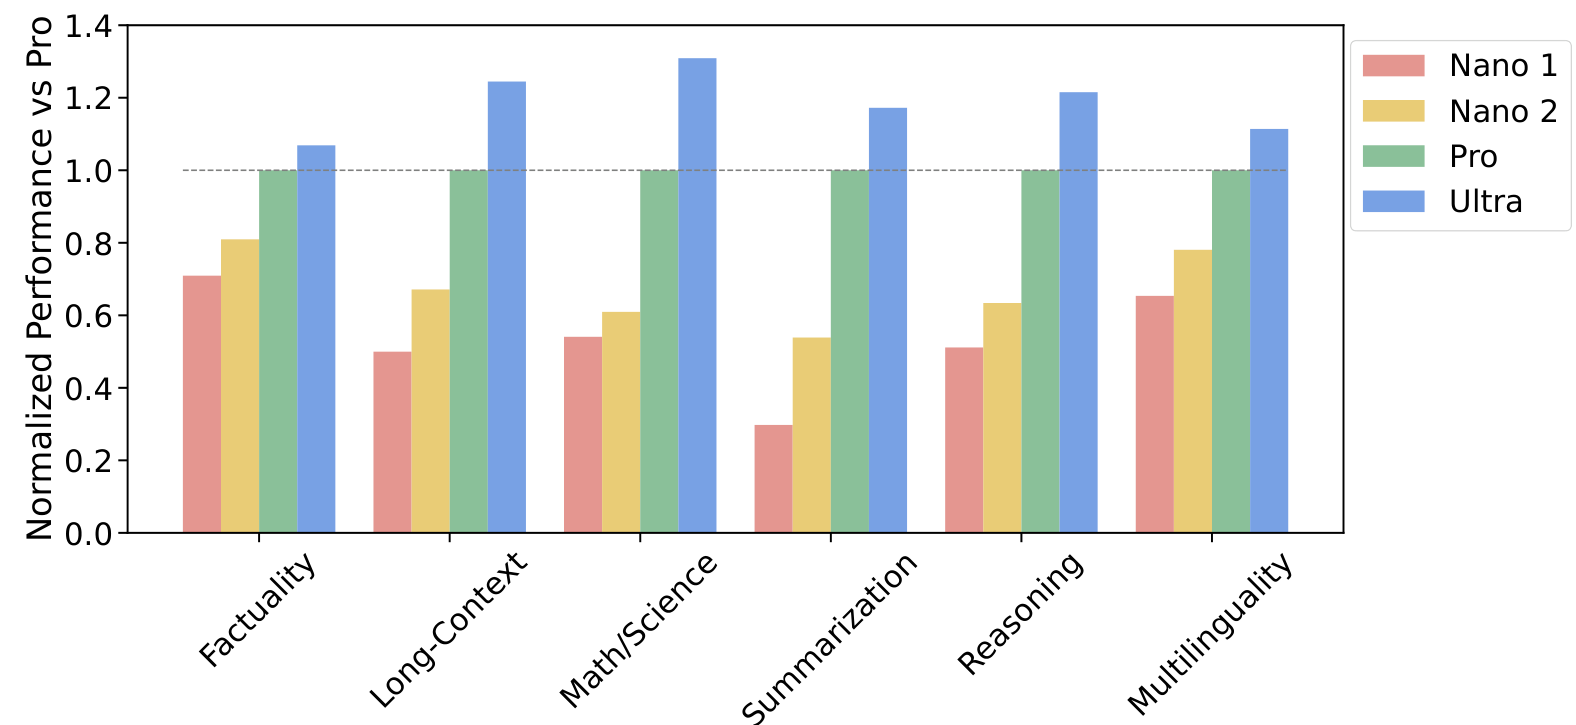 Normalized Performance vs Pro
1.4
1.2
1.0
0.8
0.6
0.4
0.2
0.0
Factuality
Long-Context
Math/Science
Summarization
Reasoning
Multilinguality
Nano 1
Nano 2
Pro
Ultra